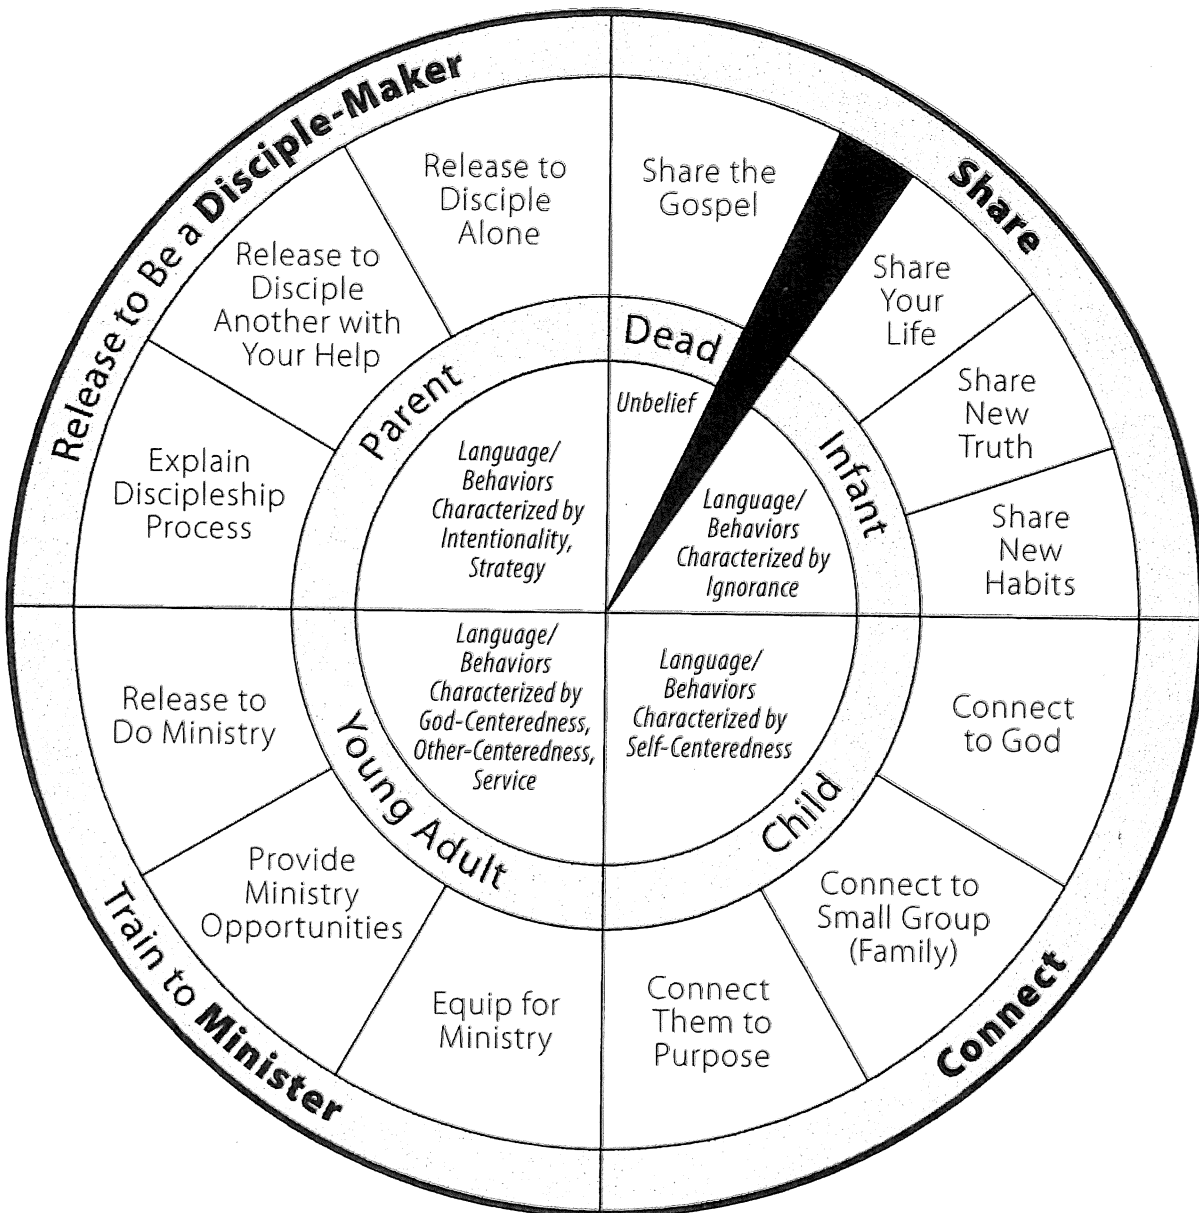 Release to Be a Disciple-Maker
Share
Connect
Train to Minister
Share the
Gospel
Share
Your
Life
Share
New
Truth
Share
New
Habits
Connect
to God
Connect to
Small Group
(Family)
Connect
Them to
Purpose
Equip for
Ministry
Provide
Ministry
Opportunities
Release to
Do Ministry
Explain
Discipleship
Process
Release to
Disciple
Another with
Your Help
Release to
Disciple
Alone
Dead
Infant
Child
Young Adult
Parent
Unbelief
Language/
Behaviors
Characterized by
Ignorance
Language/
Behaviors
Characterized by
Self-Centeredness
Language/
Behaviors
Characterized by
God-Centeredness,
Other-Centeredness,
Service
Language/
Behaviors
Characterized by
Intentionality,
Strategy